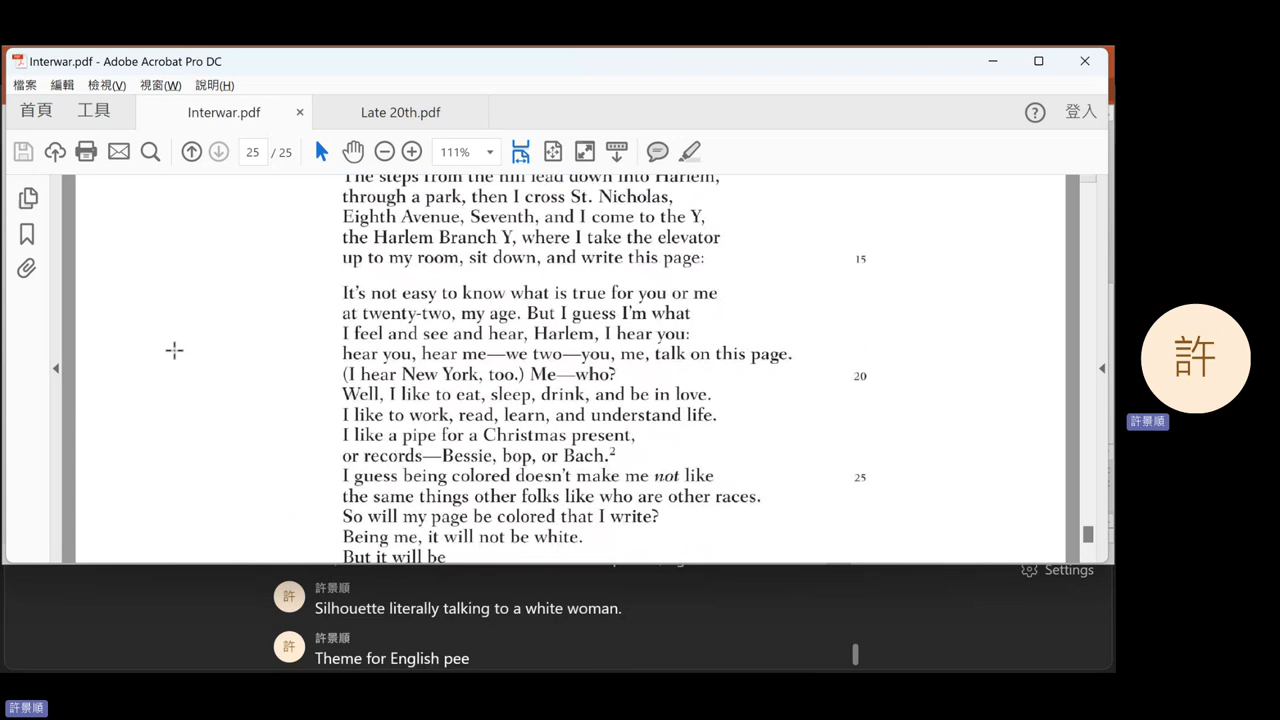 Interwar.pdf - Adobe Acrobat Pro DC
檔案 編輯 檢視(V) 視窗(W) 說明(H)
首頁 工具 Interwar.pdf × Late 20th.pdf ? 登入
25 / 25 111%
The steps from the hill lead down into Harlem,
through a park, then I cross St. Nicholas,
Eighth Avenue, Seventh, and I come to the Y,
the Harlem Branch Y, where I take the elevator
up to my room, sit down, and write this page: 15
It's not easy to know what is true for you or me
at twenty-two, my age. But I guess I'm what
I feel and see and hear, Harlem, I hear you:
hear you, hear me—we two—you, me, talk on this page.
(I hear New York, too.) Me—who? 20
Well, I like to eat, sleep, drink, and be in love.
I like to work, read, learn, and understand life.
I like a pipe for a Christmas present,
or records—Bessie, bop, or Bach.2
I guess being colored doesn't make me not like 25
the same things other folks like who are other races.
So will my page be colored that I write?
Being me, it will not be white.
But it will be
Settings
許 許景順
Silhouette literally talking to a white woman.
許 許景順
Theme for English pee
許
許景順
許景順